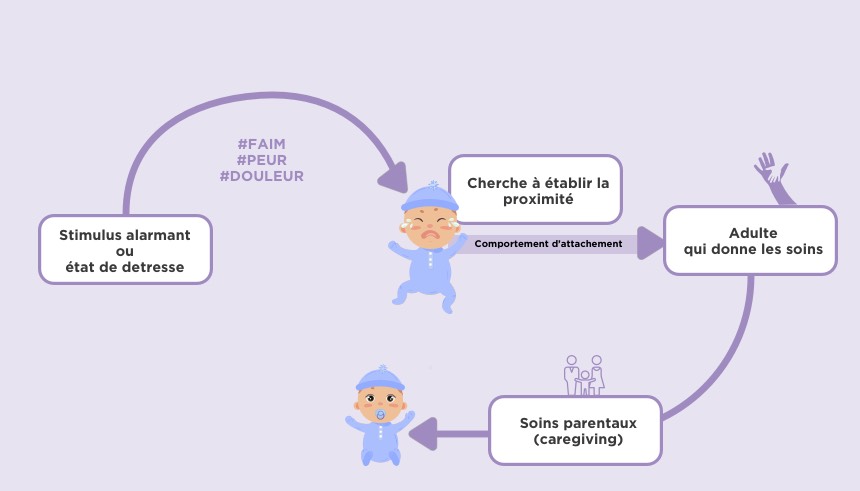 #FAIM
#PEUR
#DOULEUR
Cherche à établir la
proximité
Stimulus alarmant
ou
état de detresse
Comportement d'attachement
Adulte
qui donne les soins
Soins parentaux
(caregiving)